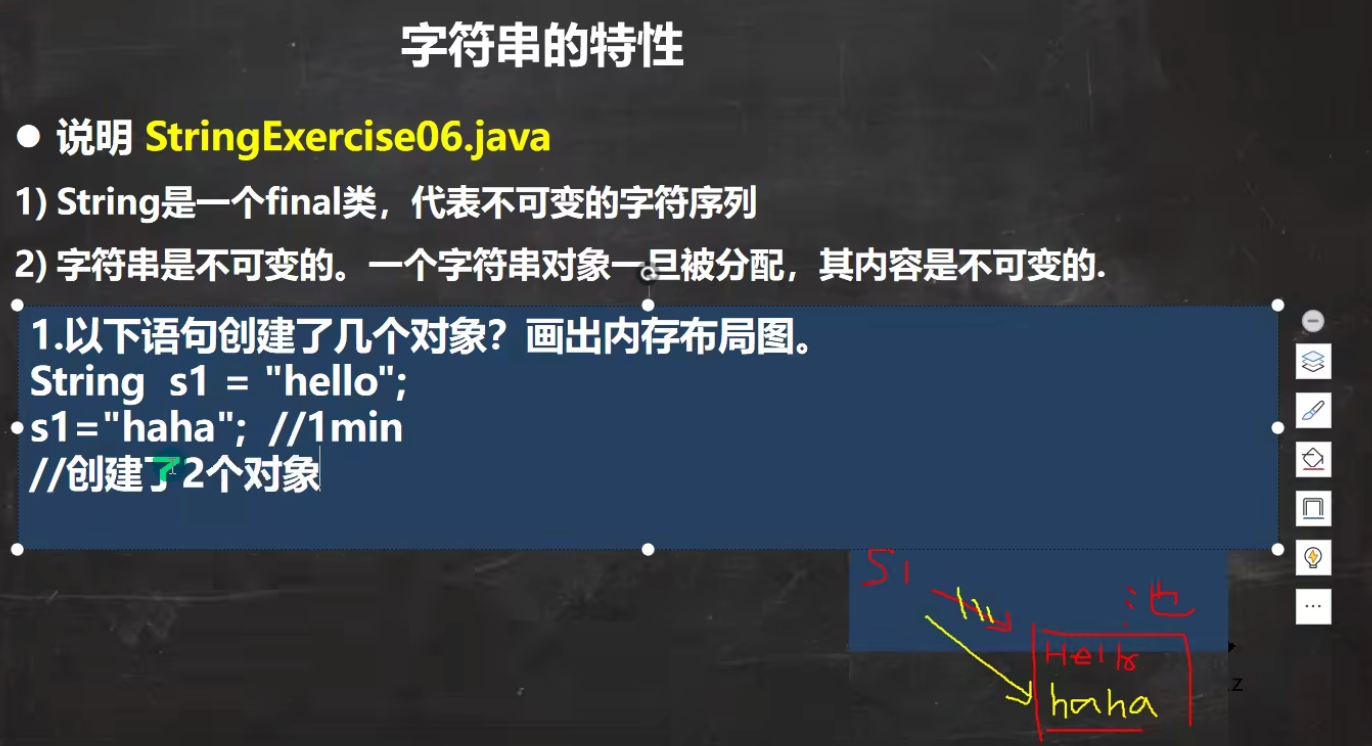 字符串的特性
● 说明 StringExercise06.java
1) String是一个final类，代表不可变的字符序列
2) 字符串是不可变的。一个字符串对象一旦被分配，其内容是不可变的.
1.以下语句创建了几个对象？画出内存布局图。
String s1 = "hello";
s1="haha"; //1min
//创建了2个对象
S1
池
Hello
haha
z